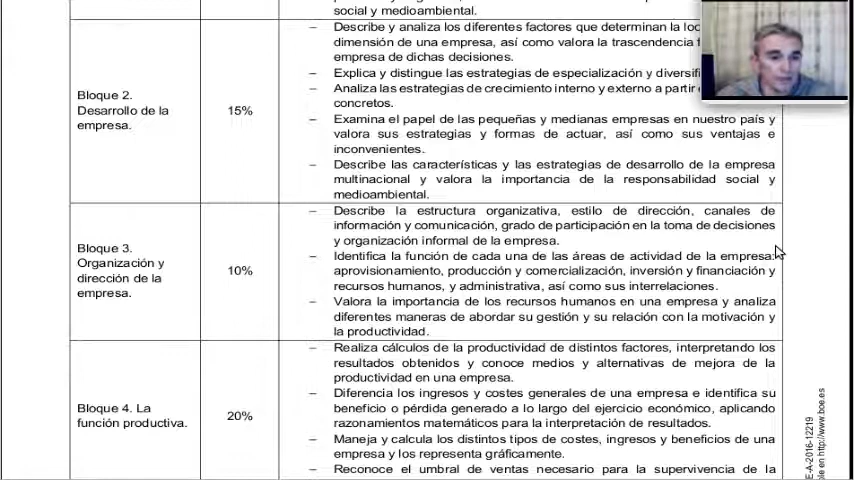 social y medioambiental.
– Describe y analiza los diferentes factores que determinan la
dimensión de una empresa, así como valora la trascendencia
empresa de dichas decisiones.
– Explica y distingue las estrategias de especialización y
– Analiza las estrategias de crecimiento interno y externo a partir
concretos.
Bloque 2.
Desarrollo de la
empresa.
15%
– Examina el papel de las pequeñas y medianas empresas en nuestro país y
valora sus estrategias y formas de actuar, así como sus ventajas e
inconvenientes.
– Describe las características y las estrategias de desarrollo de la empresa
multinacional y valora la importancia de la responsabilidad social y
medioambiental.
Bloque 3.
Organización y
dirección de la
empresa.
10%
– Describe la estructura organizativa, estilo de dirección, canales de
información y comunicación, grado de participación en la toma de decisiones
y organización informal de la empresa.
– Identifica la función de cada una de las áreas de actividad de la empresa:
aprovisionamiento, producción y comercialización, inversión y financiación y
recursos humanos, y administrativa, así como sus interrelaciones.
– Valora la importancia de los recursos humanos en una empresa y analiza
diferentes maneras de abordar su gestión y su relación con la motivación y
la productividad.
Bloque 4. La
función productiva.
20%
– Realiza cálculos de la productividad de distintos factores, interpretando los
resultados obtenidos y conoce medios y alternativas de mejora de la
productividad en una empresa.
– Diferencia los ingresos y costes generales de una empresa e identifica su
beneficio o pérdida generado a lo largo del ejercicio económico, aplicando
razonamientos matemáticos para la interpretación de resultados.
– Maneja y calcula los distintos tipos de costes, ingresos y beneficios de una
empresa y los representa gráficamente.
– Reconoce el umbral de ventas necesario para la supervivencia de la
E-A-2016-12219
ble en http://www.boe.es